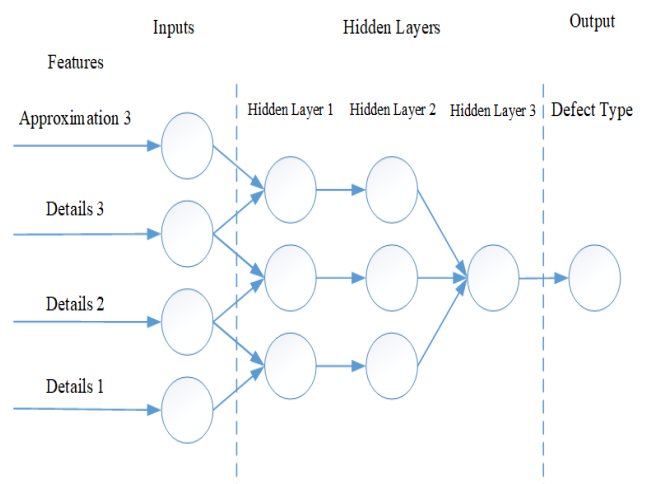 Inputs
Hidden Layers
Output
Features
Hidden Layer 1
Hidden Layer 2
Hidden Layer 3
Defect Type
Approximation 3
Details 3
Details 2
Details 1